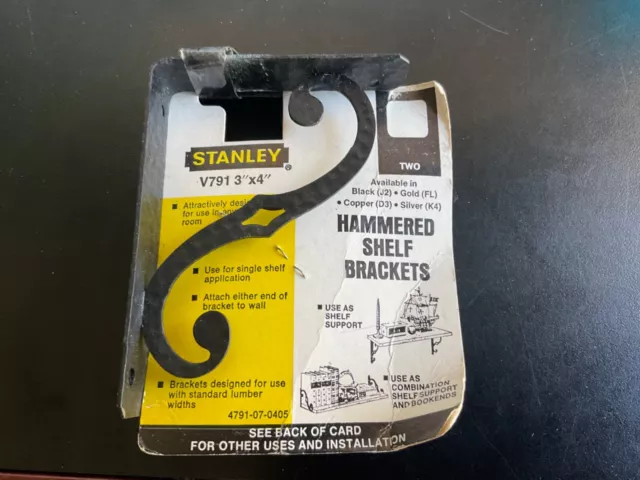 STANLEY
V791 3"x4"
Attractively
for use in
room
Use for single shelf
application
Attach either end of
bracket to wall
Brackets designed for use
with standard lumber
widths
4791-07-0405
TWO
Available in
Black (J2) • Gold (FL)
• Copper (D3) • Silver (K4)
HAMMERED
SHELF
BRACKETS
USE AS
SHELF
SUPPORT
USE AS
COMBINATION
SHELF SUPPORT
AND BOOKENDS
SEE BACK OF CARD
FOR OTHER USES AND INSTALLATION